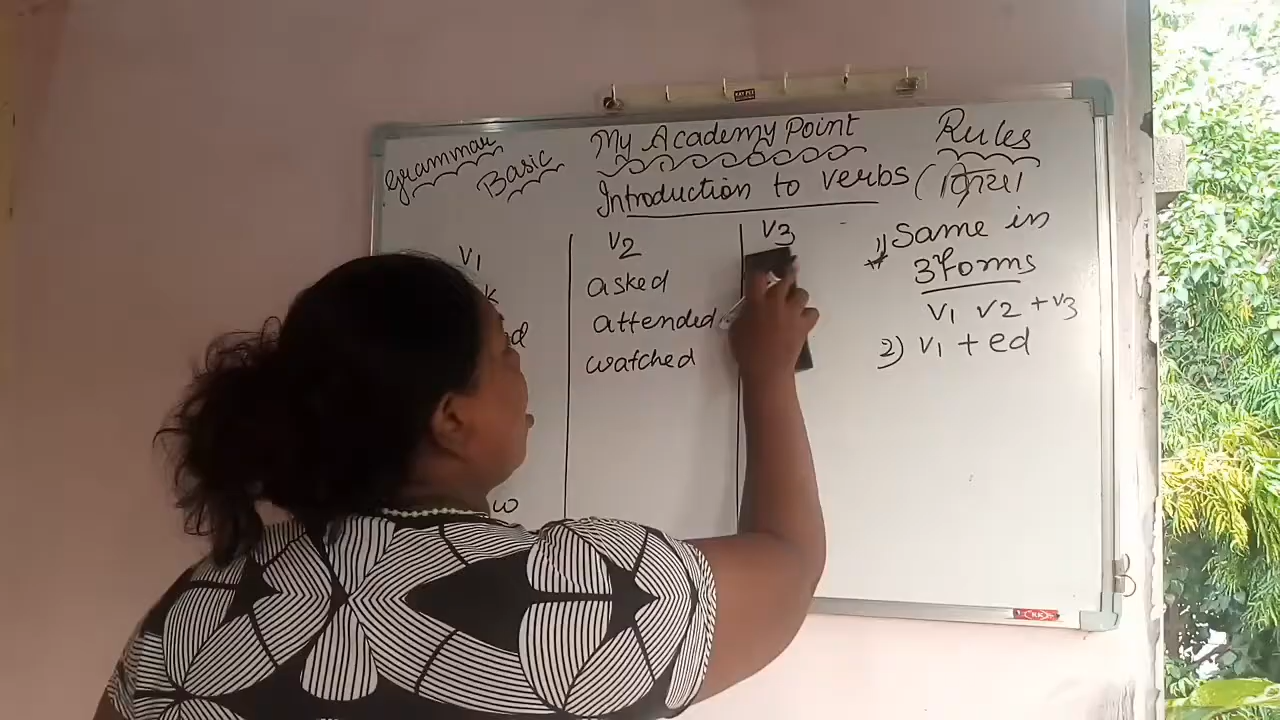 Grammar
Basic
My Academy Point
Rules
Introduction to verbs (क्रिया)
V1
V2
asked
attended
watched
V3
1) Same in
3 Forms
V1 V2 + V3
2) V1 + ed